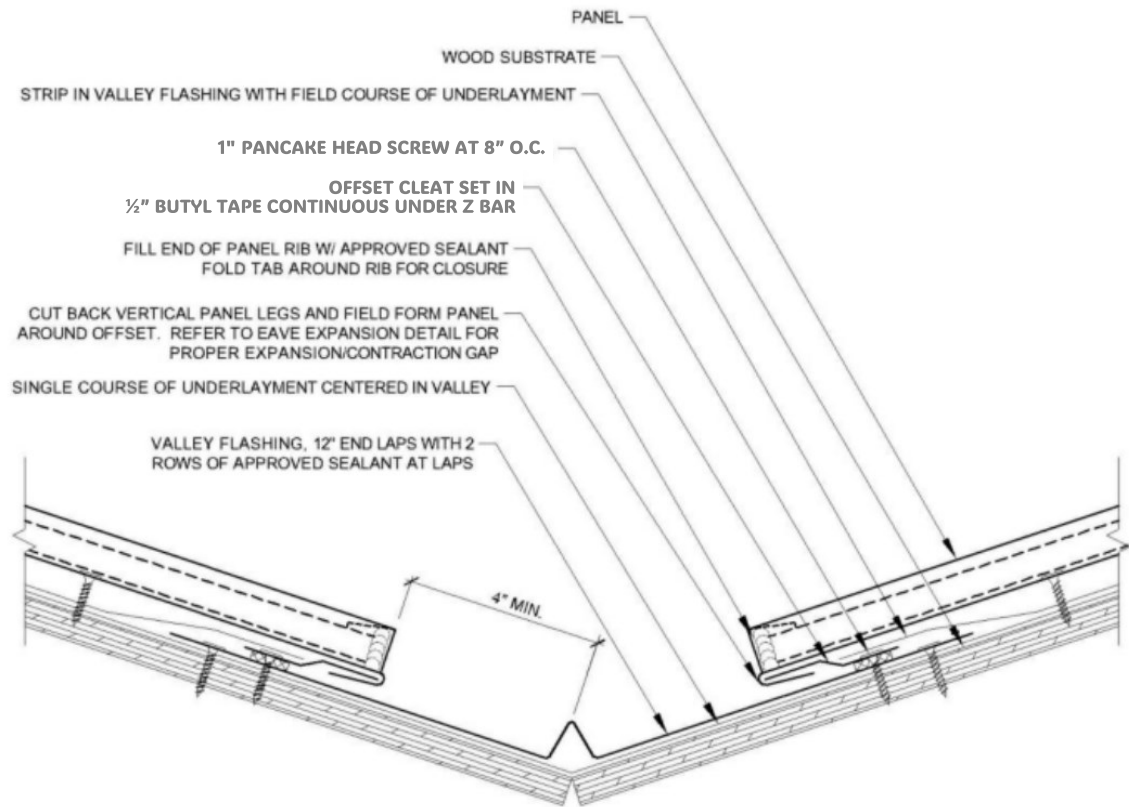 PANEL
WOOD SUBSTRATE
STRIP IN VALLEY FLASHING WITH FIELD COURSE OF UNDERLAYMENT
1" PANCAKE HEAD SCREW AT 8" O.C.
OFFSET CLEAT SET IN
½" BUTYL TAPE CONTINUOUS UNDER Z BAR
FILL END OF PANEL RIB W/ APPROVED SEALANT
FOLD TAB AROUND RIB FOR CLOSURE
CUT BACK VERTICAL PANEL LEGS AND FIELD FORM PANEL
AROUND OFFSET. REFER TO EAVE EXPANSION DETAIL FOR
PROPER EXPANSION/CONTRACTION GAP
SINGLE COURSE OF UNDERLAYMENT CENTERED IN VALLEY
VALLEY FLASHING, 12" END LAPS WITH 2
ROWS OF APPROVED SEALANT AT LAPS
4" MIN.